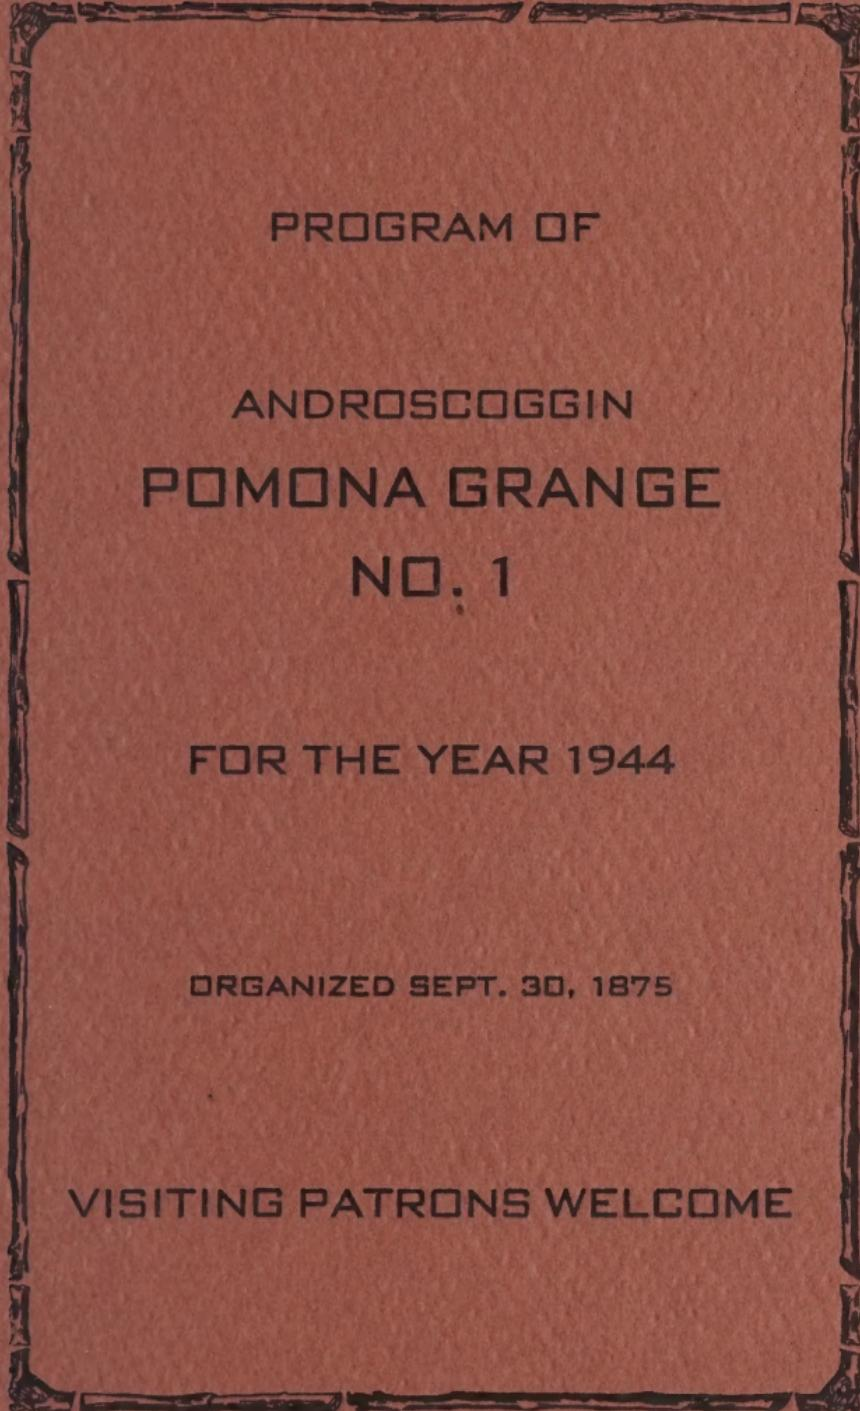 PROGRAM OF
ANDROSCOGGIN
POMONA GRANGE
NO. 1
FOR THE YEAR 1944
ORGANIZED SEPT. 30, 1875
VISITING PATRONS WELCOME